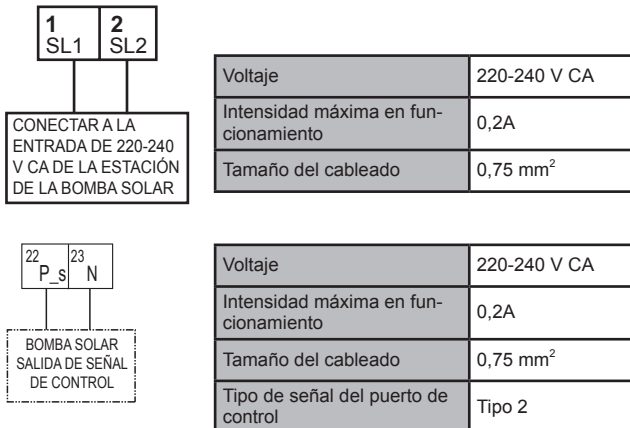 1 2
SL1 SL2
CONECTAR A LA
ENTRADA DE 220-240
V CA DE LA ESTACIÓN
DE LA BOMBA SOLAR
Voltaje 220-240 V CA
Intensidad máxima en fun-
cionamiento 0,2A
Tamaño del cableado 0,75 mm²
22 23
P_s N
BOMBA SOLAR
SALIDA DE SEÑAL
DE CONTROL
Voltaje 220-240 V CA
Intensidad máxima en fun-
cionamiento 0,2A
Tamaño del cableado 0,75 mm²
Tipo de señal del puerto de
control Tipo 2